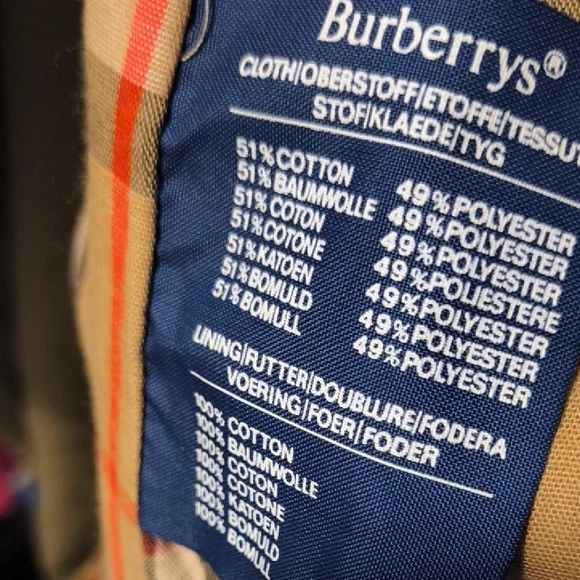 Burberrys®
CLOTH/OBERSTOFF/ETOFFE/TESSUT
STOF/KLAEDE/TYG
51% COTTON 49% POLYESTER
51% BAUMWOLLE 49% POLYESTER
51% COTON 49% POLYESTER
51% COTONE 49% POLIESTERE
51% KATOEN 49% POLYESTER
51% BOMULD 49% POLYESTER
51% BOMULL 49% POLYESTER
LINING/FUTTER/DOUBLURE/FODERA
VOERING/FOER/FODER
100% COTTON
100% BAUMWOLLE
100% COTON
100% COTONE
100% KATOEN
100% BOMULD
100% BOMULL